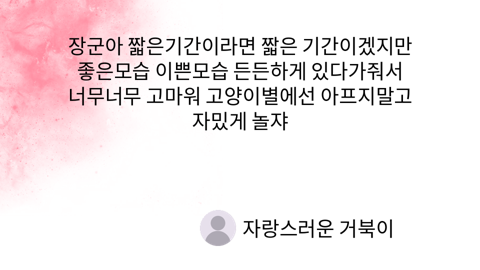 장군아 짧은기간이라면 짧은 기간이겠지만
좋은모습 이쁜모습 든든하게 있다가줘서
너무너무 고마워 고양이별에선 아프지말고
자밌게 놀쟈
자랑스러운 거북이